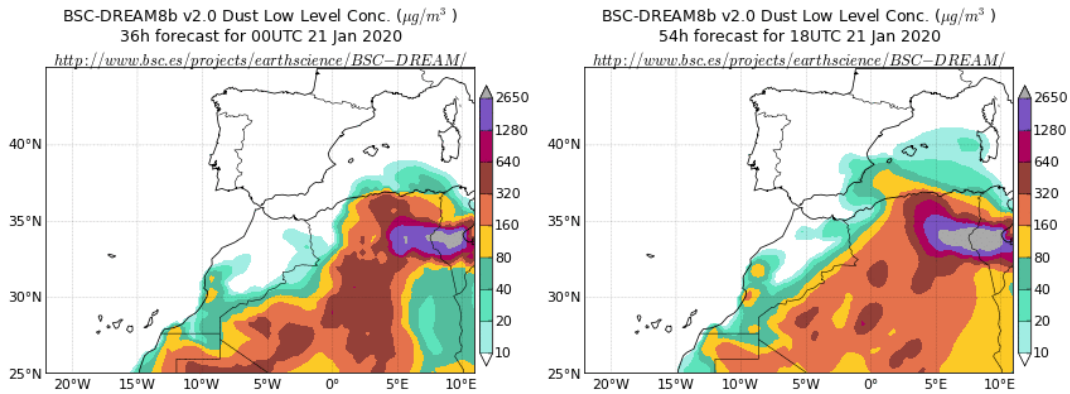 BSC-DREAM8b v2.0 Dust Low Level Conc. (μg/m³ )
36h forecast for 00UTC 21 Jan 2020
http://www.bsc.es/projects/earthscience/BSC−DREAM/
40°N
35°N
30°N
25°N
20°W
15°W
10°W
5°W
0°
5°E
10°E
2650
1280
640
320
160
80
40
20
10
BSC-DREAM8b v2.0 Dust Low Level Conc. (μg/m³ )
54h forecast for 18UTC 21 Jan 2020
http://www.bsc.es/projects/earthscience/BSC−DREAM/
40°N
35°N
30°N
25°N
20°W
15°W
10°W
5°W
0°
5°E
10°E
2650
1280
640
320
160
80
40
20
10